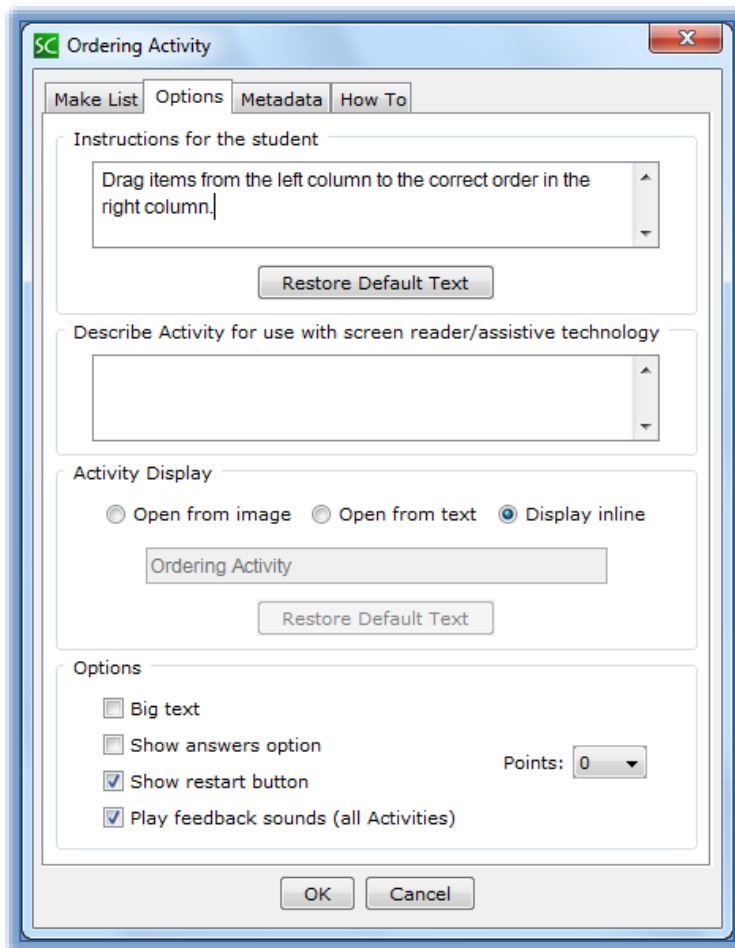 SC Ordering Activity
Make List Options Metadata How To
Instructions for the student
Drag items from the left column to the correct order in the
right column.
Restore Default Text
Describe Activity for use with screen reader/assistive technology
Activity Display
Open from image Open from text Display inline
Ordering Activity
Restore Default Text
Options
Big text
Show answers option
Points: 0
Show restart button
Play feedback sounds (all Activities)
OK Cancel